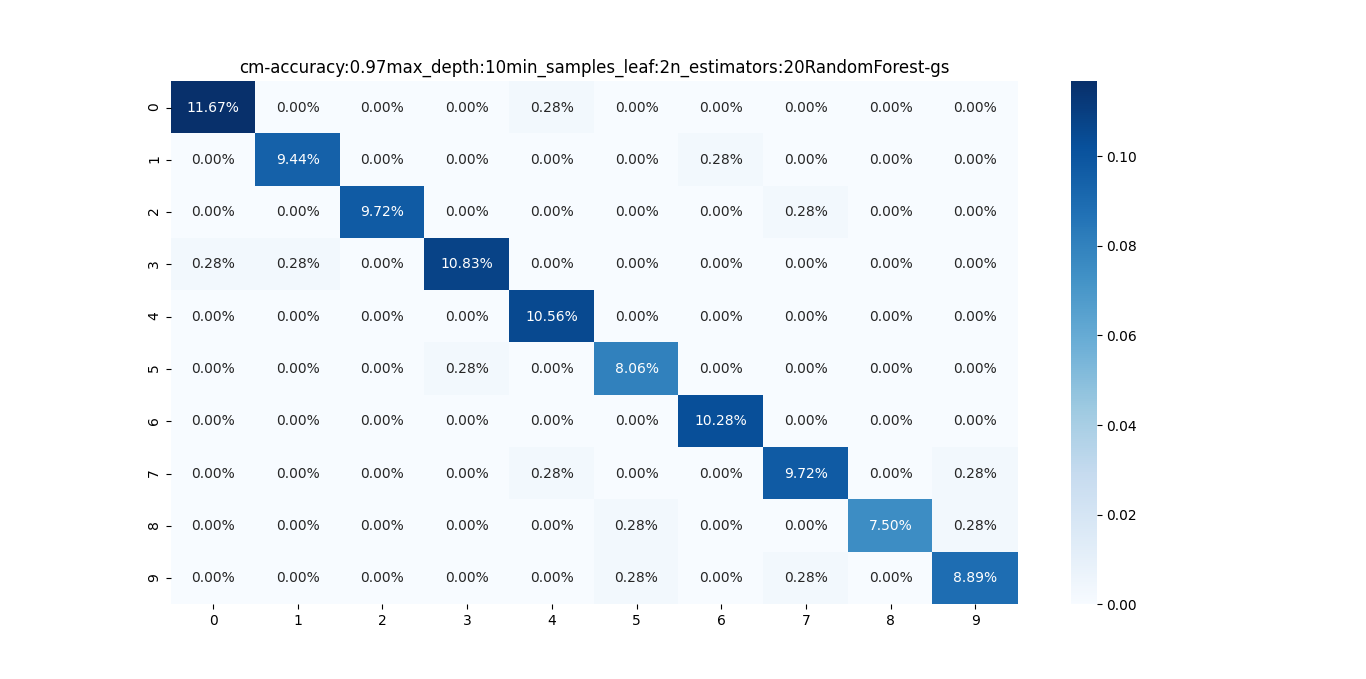 cm-accuracy:0.97max_depth:10min_samples_leaf:2n_estimators:20RandomForest-gs
0 11.67% 0.00% 0.00% 0.00% 0.28% 0.00% 0.00% 0.00% 0.00% 0.00%
1 0.00% 9.44% 0.00% 0.00% 0.00% 0.00% 0.28% 0.00% 0.00% 0.00%
2 0.00% 0.00% 9.72% 0.00% 0.00% 0.00% 0.00% 0.28% 0.00% 0.00%
3 0.28% 0.28% 0.00% 10.83% 0.00% 0.00% 0.00% 0.00% 0.00% 0.00%
4 0.00% 0.00% 0.00% 0.00% 10.56% 0.00% 0.00% 0.00% 0.00% 0.00%
5 0.00% 0.00% 0.00% 0.28% 0.00% 8.06% 0.00% 0.00% 0.00% 0.00%
6 0.00% 0.00% 0.00% 0.00% 0.00% 0.00% 10.28% 0.00% 0.00% 0.00%
7 0.00% 0.00% 0.00% 0.00% 0.28% 0.00% 0.00% 9.72% 0.00% 0.28%
8 0.00% 0.00% 0.00% 0.00% 0.00% 0.28% 0.00% 0.00% 7.50% 0.28%
9 0.00% 0.00% 0.00% 0.00% 0.00% 0.28% 0.00% 0.28% 0.00% 8.89%
0 1 2 3 4 5 6 7 8 9
0.10
0.08
0.06
0.04
0.02
0.00